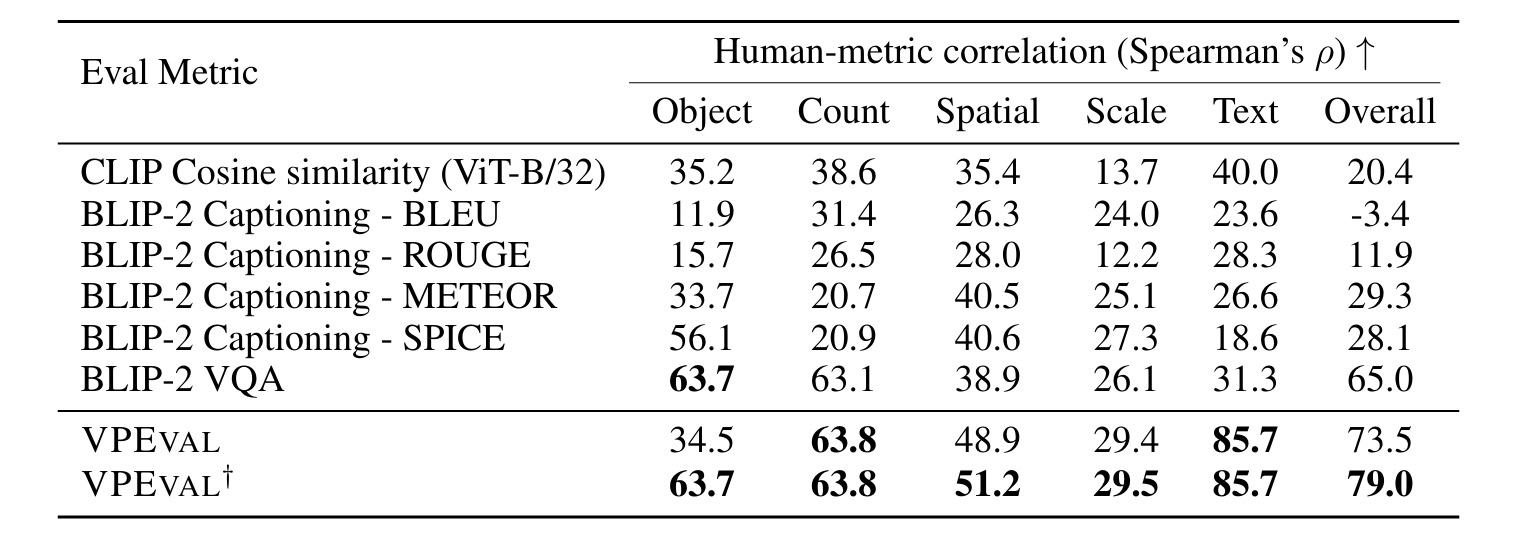 Eval Metric
Human-metric correlation (Spearman's ρ) ↑
Object Count Spatial Scale Text Overall
CLIP Cosine similarity (ViT-B/32) 35.2 38.6 35.4 13.7 40.0 20.4
BLIP-2 Captioning - BLEU 11.9 31.4 26.3 24.0 23.6 -3.4
BLIP-2 Captioning - ROUGE 15.7 26.5 28.0 12.2 28.3 11.9
BLIP-2 Captioning - METEOR 33.7 20.7 40.5 25.1 26.6 29.3
BLIP-2 Captioning - SPICE 56.1 20.9 40.6 27.3 18.6 28.1
BLIP-2 VQA 63.7 63.1 38.9 26.1 31.3 65.0
VPEVAL 34.5 63.8 48.9 29.4 85.7 73.5
VPEVAL† 63.7 63.8 51.2 29.5 85.7 79.0